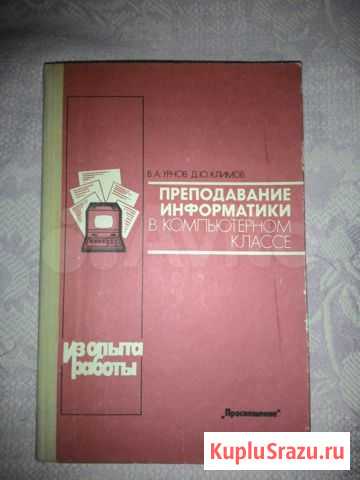 В.А.УРНОВ, Д.Ю.КЛИМОВ
ПРЕПОДАВАНИЕ
ИНФОРМАТИКИ
В КОМПЬЮТЕРНОМ
КЛАССЕ
из опыта
работы
„Просвещение"
KupluSrazu.ru